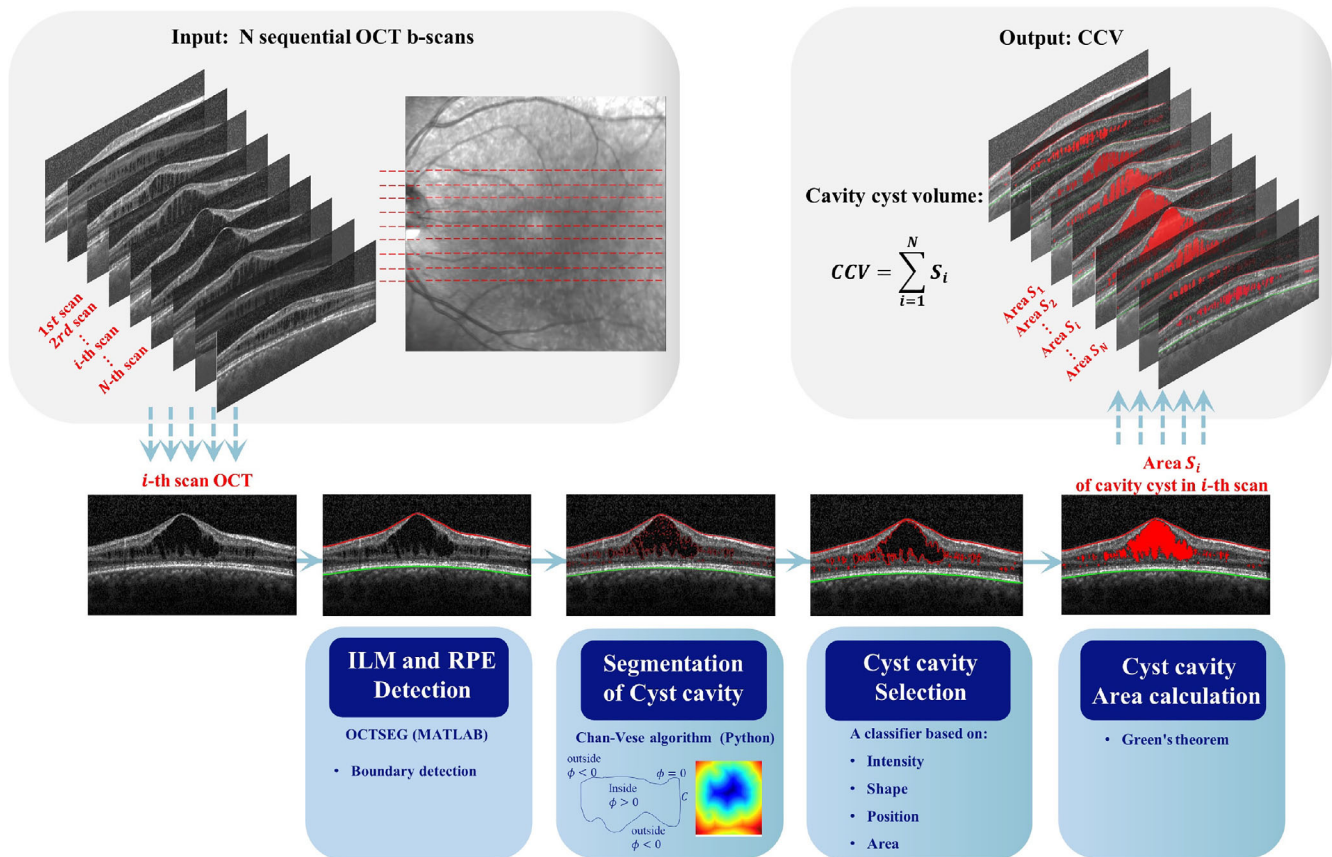 Input: N sequential OCT b-scans
1st scan
2rd scan
⋮
i-th scan
⋮
N-th scan
Output: CCV
Cavity cyst volume:
CCV = \sum_{i=1}^{N} S_i
Area S_1
Area S_2
⋮
Area S_i
⋮
Area S_N
i-th scan OCT
Area S_i
of cavity cyst in i-th scan
ILM and RPE
Detection
OCTSEG (MATLAB)
• Boundary detection
Segmentation
of Cyst cavity
Chan-Vese algorithm (Python)
outside
ϕ < 0
ϕ = 0
Inside
ϕ > 0
C
outside
ϕ < 0
Cyst cavity
Selection
A classifier based on:
• Intensity
• Shape
• Position
• Area
Cyst cavity
Area calculation
• Green's theorem